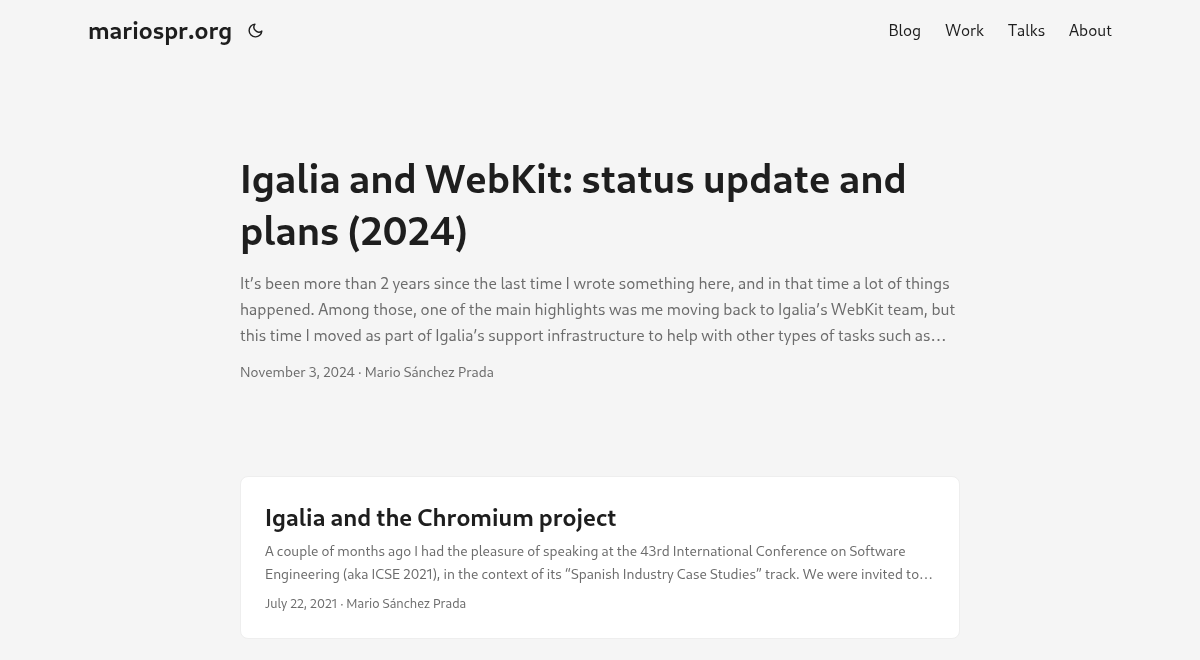 mariospr.org
Blog Work Talks About
Igalia and WebKit: status update and
plans (2024)
It’s been more than 2 years since the last time I wrote something here, and in that time a lot of things
happened. Among those, one of the main highlights was me moving back to Igalia’s WebKit team, but
this time I moved as part of Igalia’s support infrastructure to help with other types of tasks such as…
November 3, 2024 · Mario Sánchez Prada
Igalia and the Chromium project
A couple of months ago I had the pleasure of speaking at the 43rd International Conference on Software
Engineering (aka ICSE 2021), in the context of its “Spanish Industry Case Studies” track. We were invited to…
July 22, 2021 · Mario Sánchez Prada